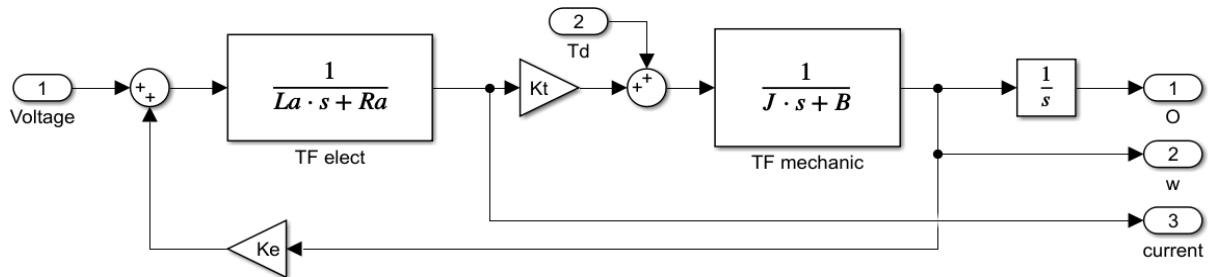 1
Voltage
+
+
1
La · s + Ra
TF elect
Kt
2
Td
+
+
1
J · s + B
TF mechanic
1
s
1
O
2
w
3
current
Ke